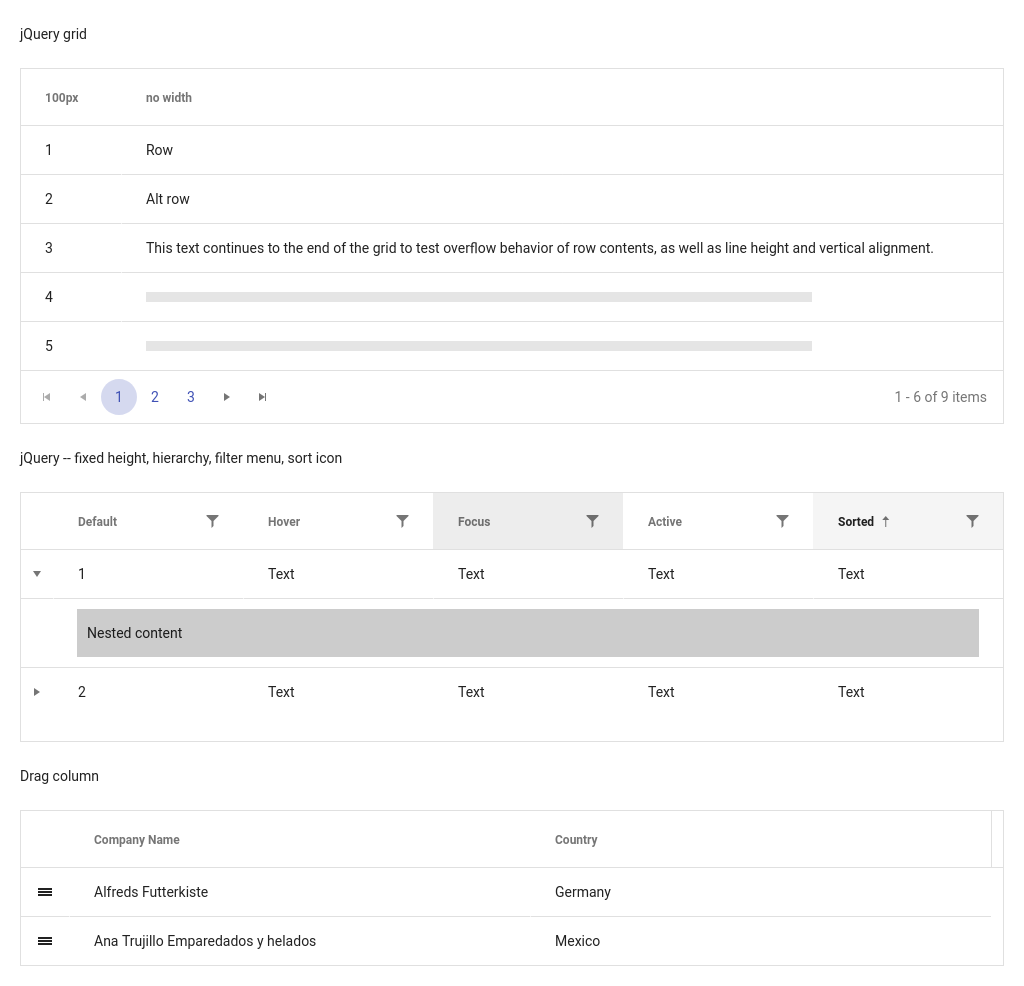 jQuery grid
100px no width
1 Row
2 Alt row
3 This text continues to the end of the grid to test overflow behavior of row contents, as well as line height and vertical alignment.
4
5
1 2 3 1 - 6 of 9 items
jQuery -- fixed height, hierarchy, filter menu, sort icon
Default Hover Focus Active Sorted
1 Text Text Text Text
Nested content
2 Text Text Text Text
Drag column
Company Name Country
Alfreds Futterkiste Germany
Ana Trujillo Emparedados y helados Mexico